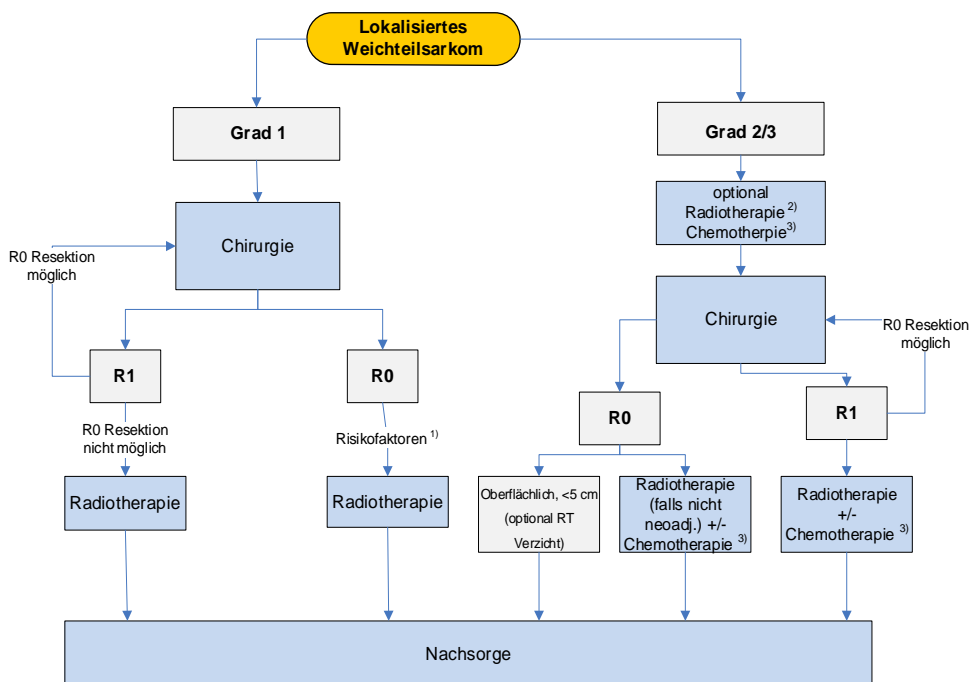 Lokalisiertes
Weichteilsarkom
Grad 1
Grad 2/3
optional
Radiotherapie 2)
Chemotherpie 3)
Chirurgie
R0 Resektion
möglich
Chirurgie
R0 Resektion
möglich
R1
R0
R0
R1
R0 Resektion
nicht möglich
Risikofaktoren 1)
Radiotherapie
Radiotherapie
Oberflächlich, <5 cm
(optional RT
Verzicht)
Radiotherapie
(falls nicht
neoadj.) +/-
Chemotherapie 3)
Radiotherapie
+/-
Chemotherapie 3)
Nachsorge